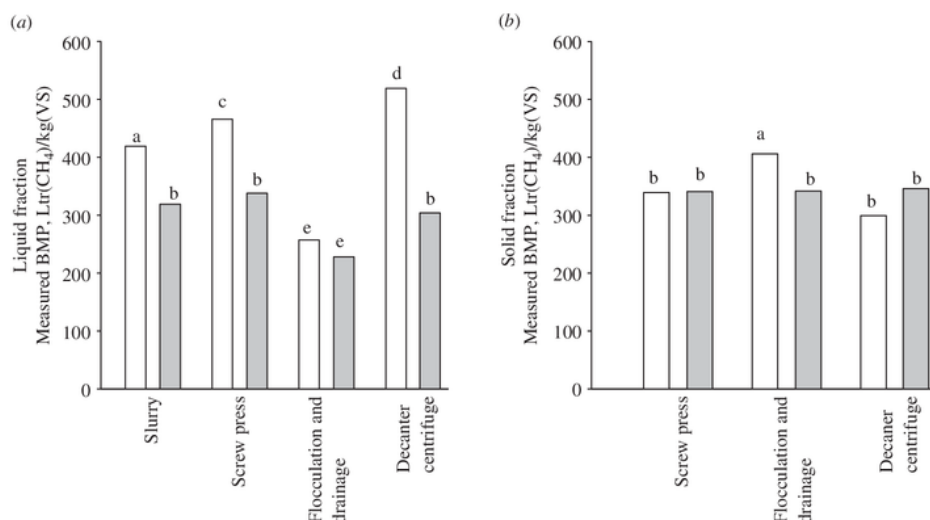 (a)
Liquid fraction
Measured BMP, Ltr(CH4)/kg(VS)
600
500
400
300
200
100
0
a
b
c
b
e
e
d
b
Slurry
Screw press
Flocculation and
drainage
Decanter
centrifuge
(b)
Solid fraction
Measured BMP, Ltr(CH4)/kg(VS)
600
500
400
300
200
100
0
b
b
a
b
b
b
Screw press
Flocculation and
drainage
Decaner
centrifuge